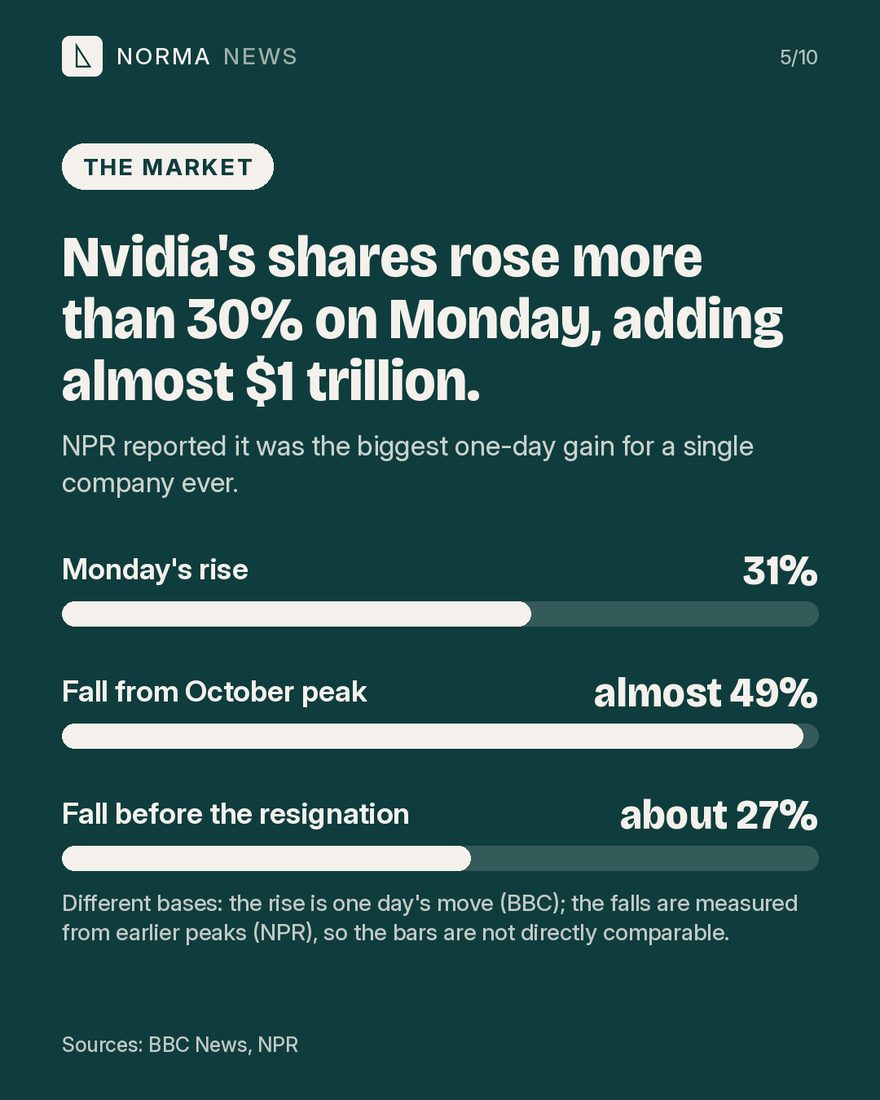 NORMA NEWS
5/10
THE MARKET
Nvidia's shares rose more
than 30% on Monday, adding
almost $1 trillion.
NPR reported it was the biggest one-day gain for a single
company ever.
Monday's rise
31%
Fall from October peak
almost 49%
Fall before the resignation
about 27%
Different bases: the rise is one day's move (BBC); the falls are measured
from earlier peaks (NPR), so the bars are not directly comparable.
Sources: BBC News, NPR